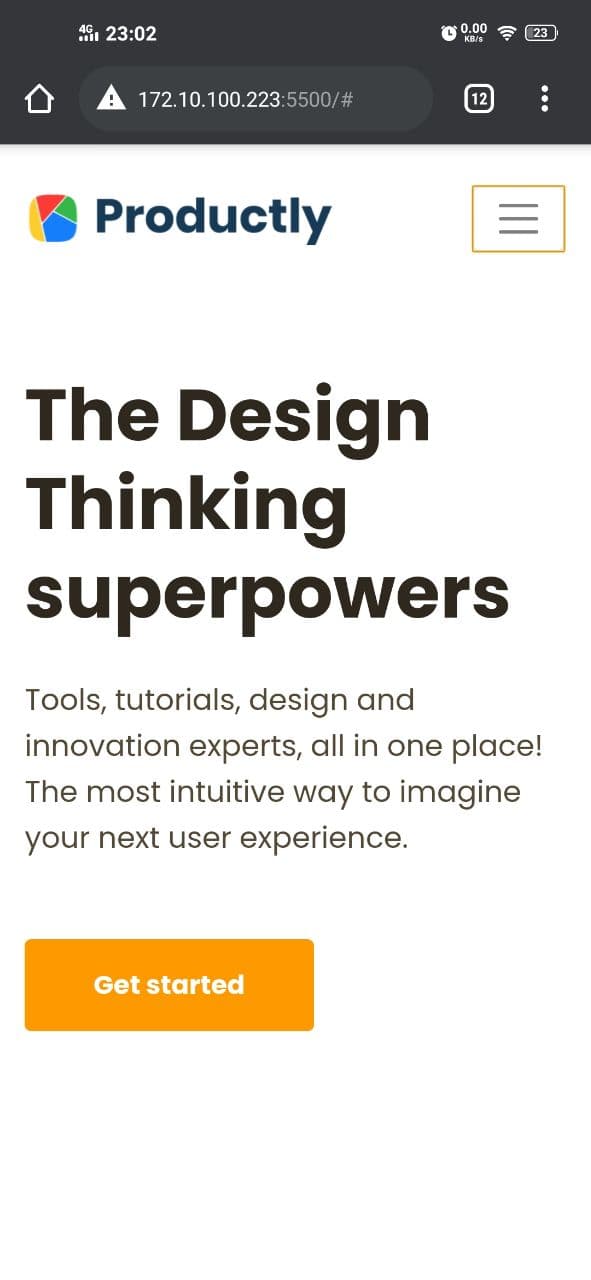 4G 23:02 0.00 KB/s 23
172.10.100.223:5500/# 12
Productly
The Design
Thinking
superpowers
Tools, tutorials, design and
innovation experts, all in one place!
The most intuitive way to imagine
your next user experience.
Get started